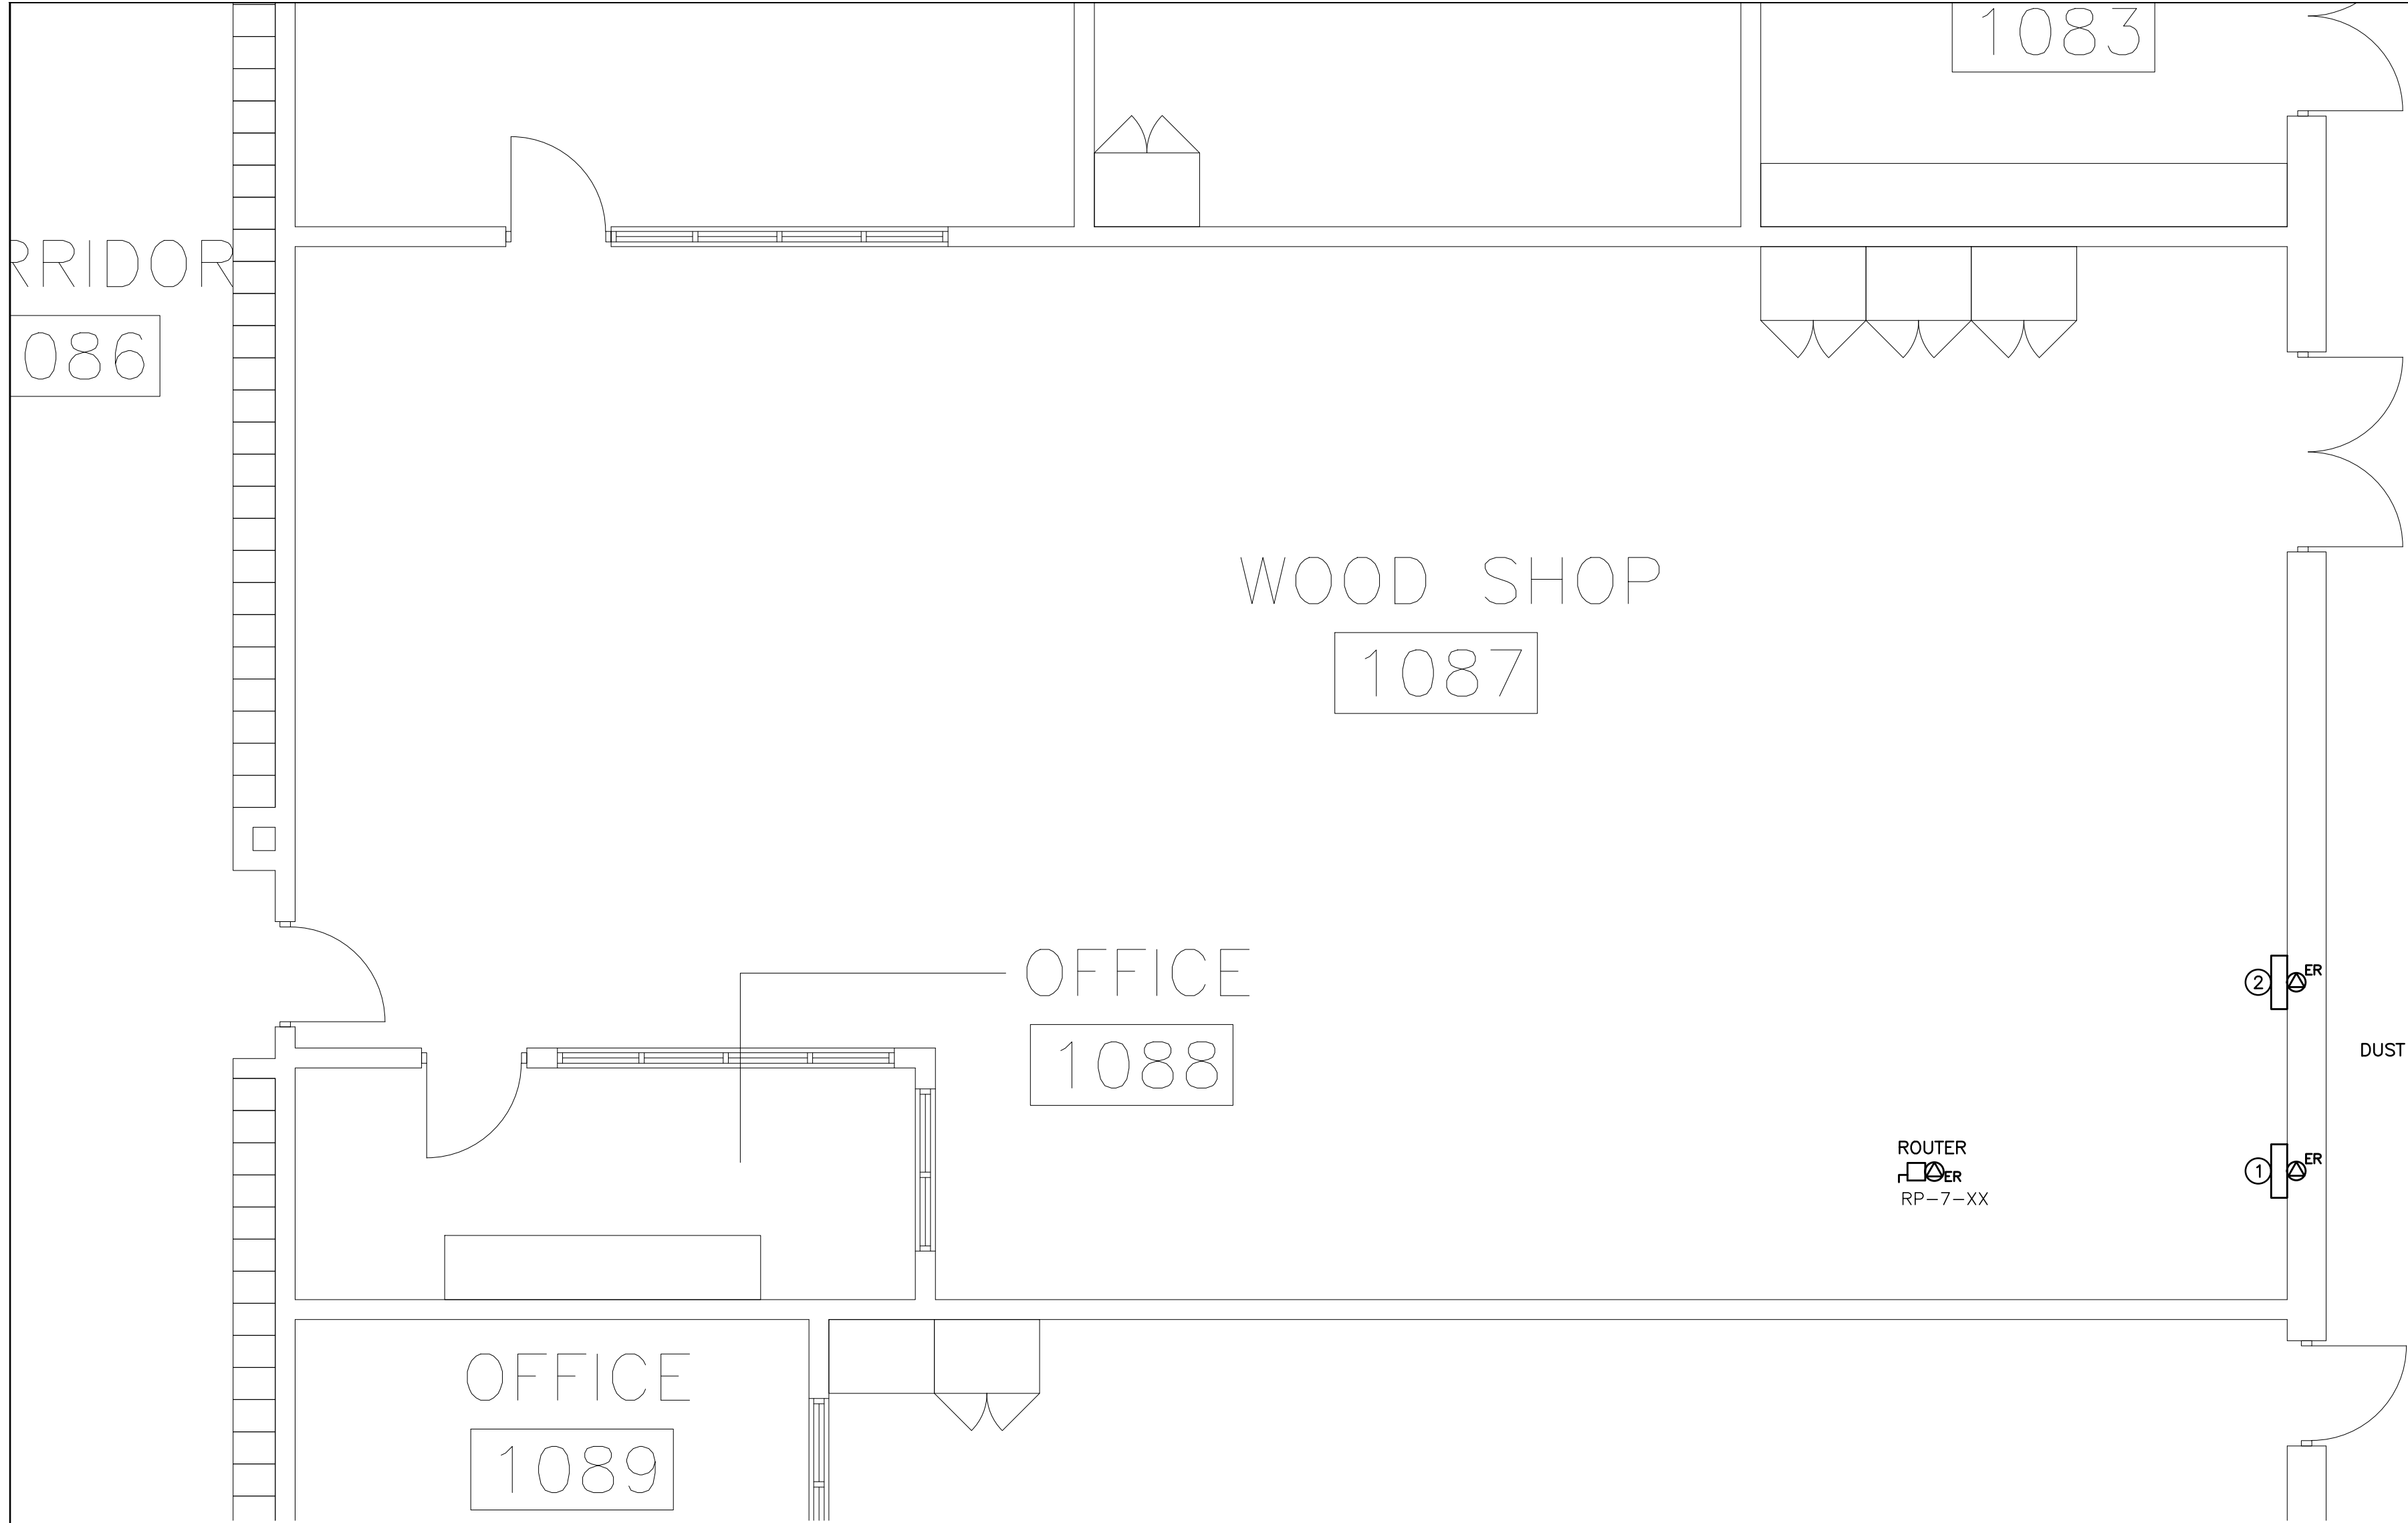 1083
RRIDOR
086
WOOD SHOP
1087
OFFICE
1088
2
ER
DUST
ROUTER
ER
RP-7-XX
1
ER
OFFICE
1089